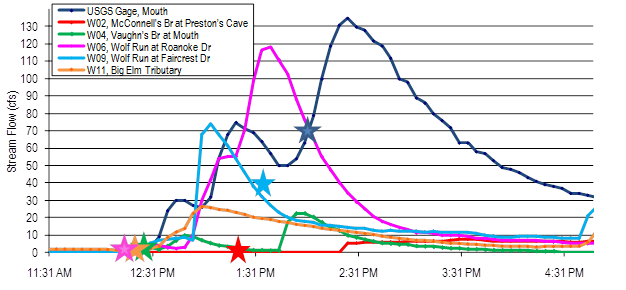 130
120
110
100
90
80
70
60
50
40
30
20
10
0
Stream Flow (cfs)
USGS Gage, Mouth
W02, McConnell's Br at Preston's Cave
W04, Vaughn's Br at Mouth
W06, Wolf Run at Roanoke Dr
W09, Wolf Run at Faircrest Dr
W11, Big Elm Tributary
11:31 AM 12:31 PM 1:31 PM 2:31 PM 3:31 PM 4:31 PM